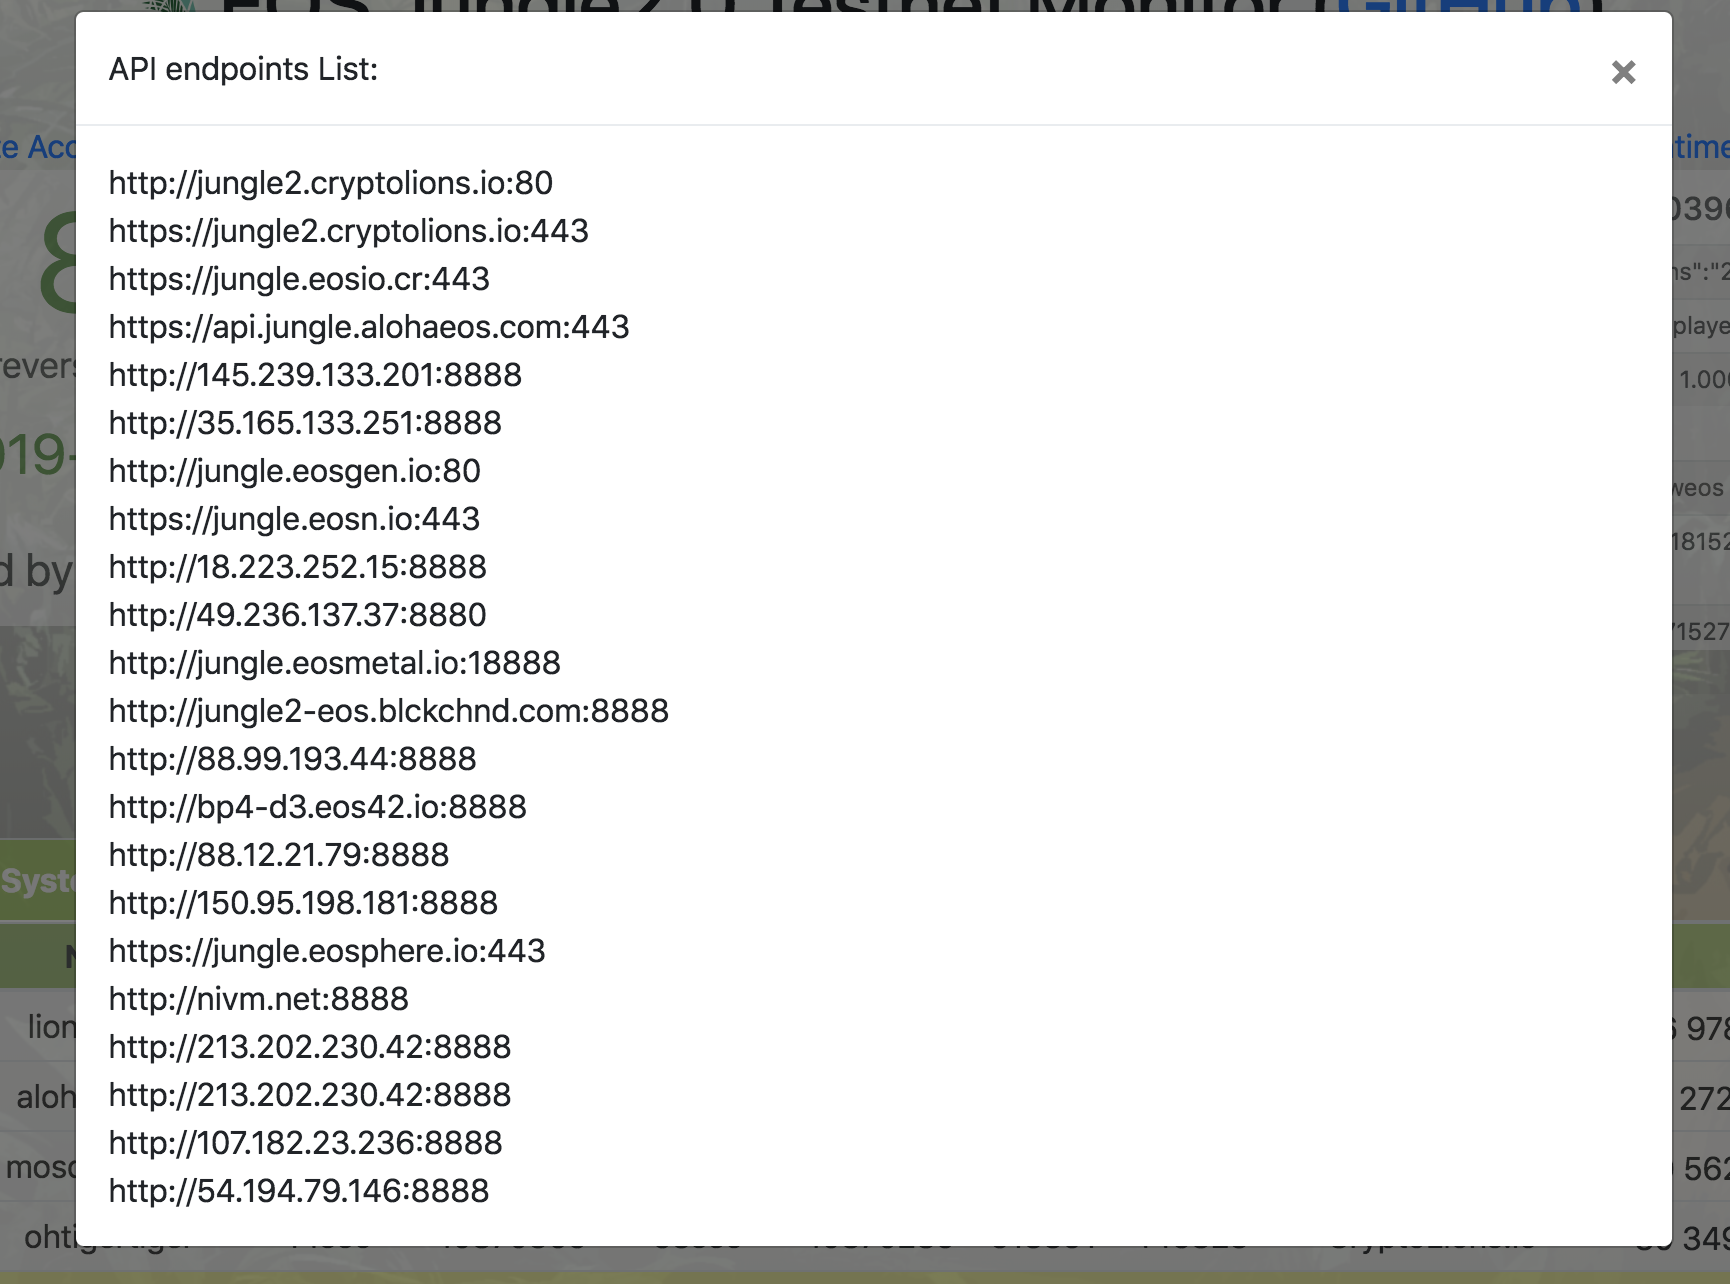 EOS Jungle2.0 Testnet Monitor (GitHub)
API endpoints List:
×
http://jungle2.cryptolions.io:80
https://jungle2.cryptolions.io:443
https://jungle.eosio.cr:443
https://api.jungle.alohaeos.com:443
http://145.239.133.201:8888
http://35.165.133.251:8888
http://jungle.eosgen.io:80
https://jungle.eosn.io:443
http://18.223.252.15:8888
http://49.236.137.37:8880
http://jungle.eosmetal.io:18888
http://jungle2-eos.blckchnd.com:8888
http://88.99.193.44:8888
http://bp4-d3.eos42.io:8888
http://88.12.21.79:8888
http://150.95.198.181:8888
https://jungle.eosphere.io:443
http://nivm.net:8888
http://213.202.230.42:8888
http://213.202.230.42:8888
http://107.182.23.236:8888
http://54.194.79.146:8888